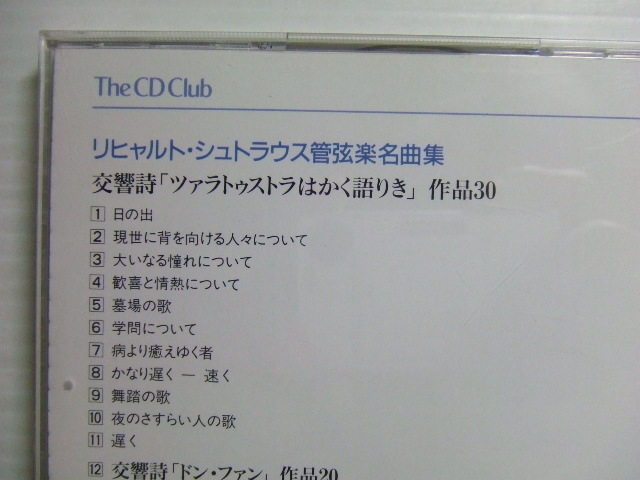 The CD Club
リヒャルト・シュトラウス管弦楽名曲集
交響詩「ツァラトゥストラはかく語りき」 作品30
1 日の出
2 現世に背を向ける人々について
3 大いなる憧れについて
4 歓喜と情熱について
5 墓場の歌
6 学問について
7 病より癒えゆく者
8 かなり遅く ― 速く
9 舞踏の歌
10 夜のさすらい人の歌
11 遅く
12 交響詩「ドン・ファン」 作品20